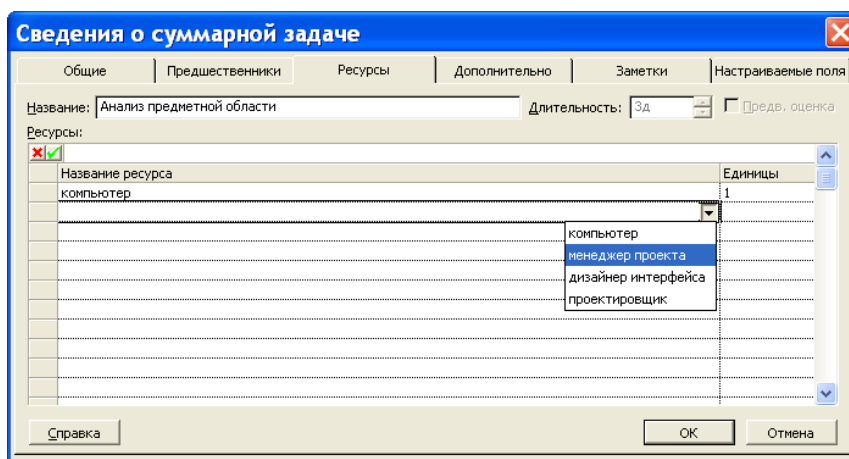 Сведения о суммарной задаче
Общие Предшественники Ресурсы Дополнительно Заметки Настраиваемые поля
Название: Анализ предметной области Длительность: 3д Предв. оценка
Ресурсы:
Название ресурса Единицы
компьютер 1
компьютер
менеджер проекта
дизайнер интерфейса
проектировщик
Справка ОК Отмена